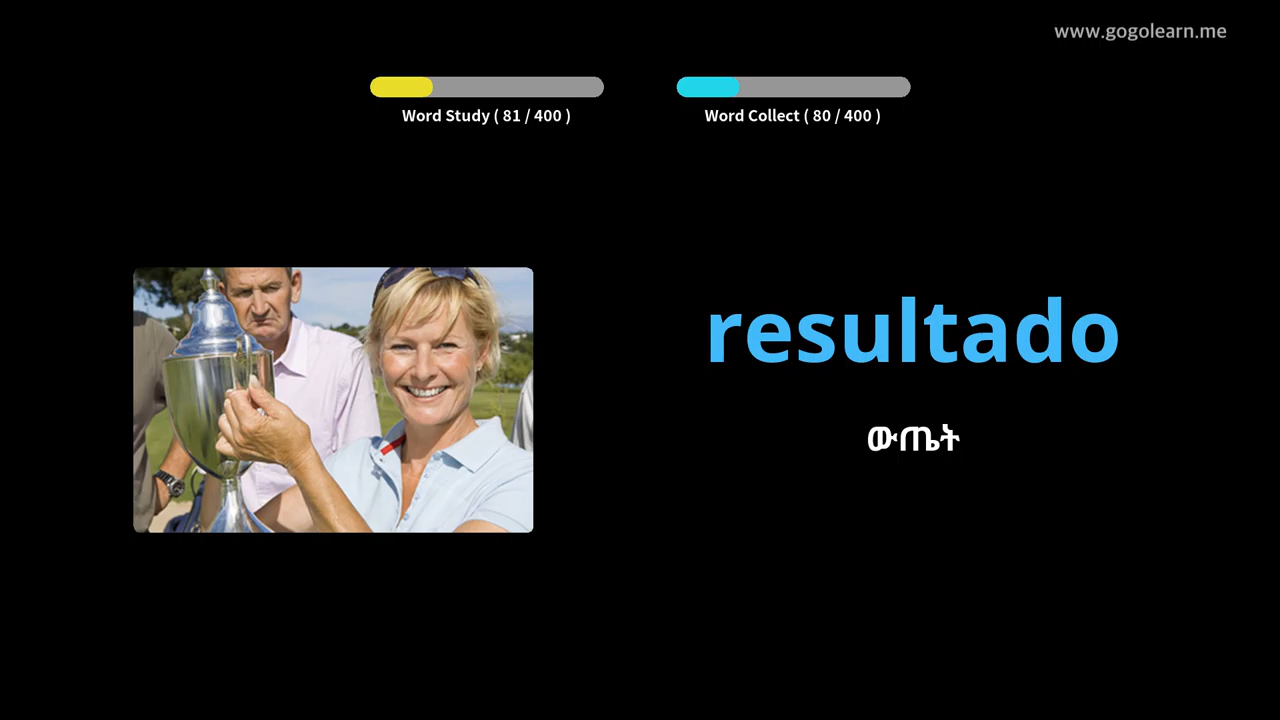 www.gogolearn.me
Word Study ( 81 / 400 )
Word Collect ( 80 / 400 )
resultado
ውጤት